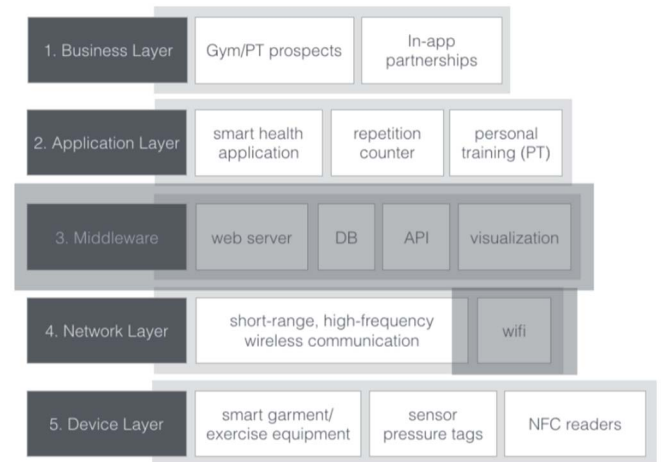 1. Business Layer
Gym/PT prospects
In-app
partnerships
2. Application Layer
smart health
application
repetition
counter
personal
training (PT)
3. Middleware
web server
DB
API
visualization
4. Network Layer
short-range, high-frequency
wireless communication
wifi
5. Device Layer
smart garment/
exercise equipment
sensor
pressure tags
NFC readers